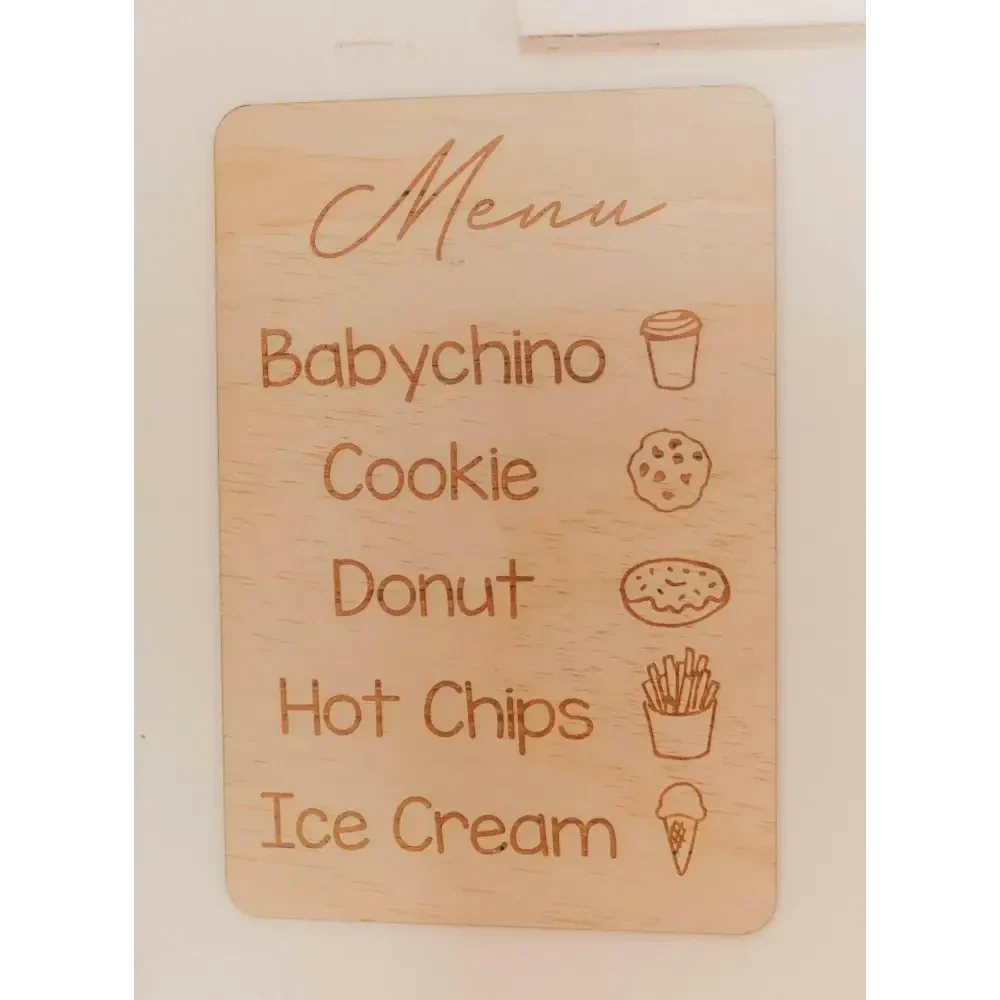 Menu
Babychino
Cookie
Donut
Hot Chips
Ice Cream